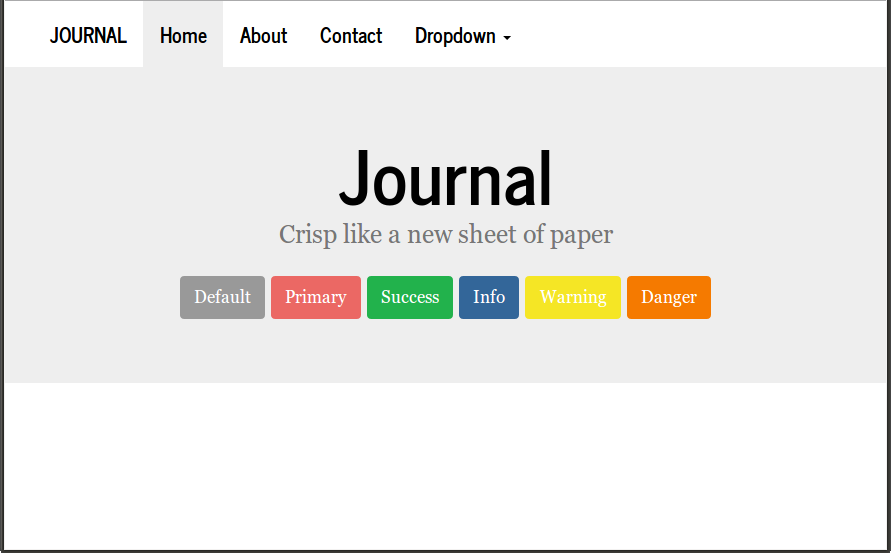 JOURNAL Home About Contact Dropdown
Journal
Crisp like a new sheet of paper
Default Primary Success Info Warning Danger